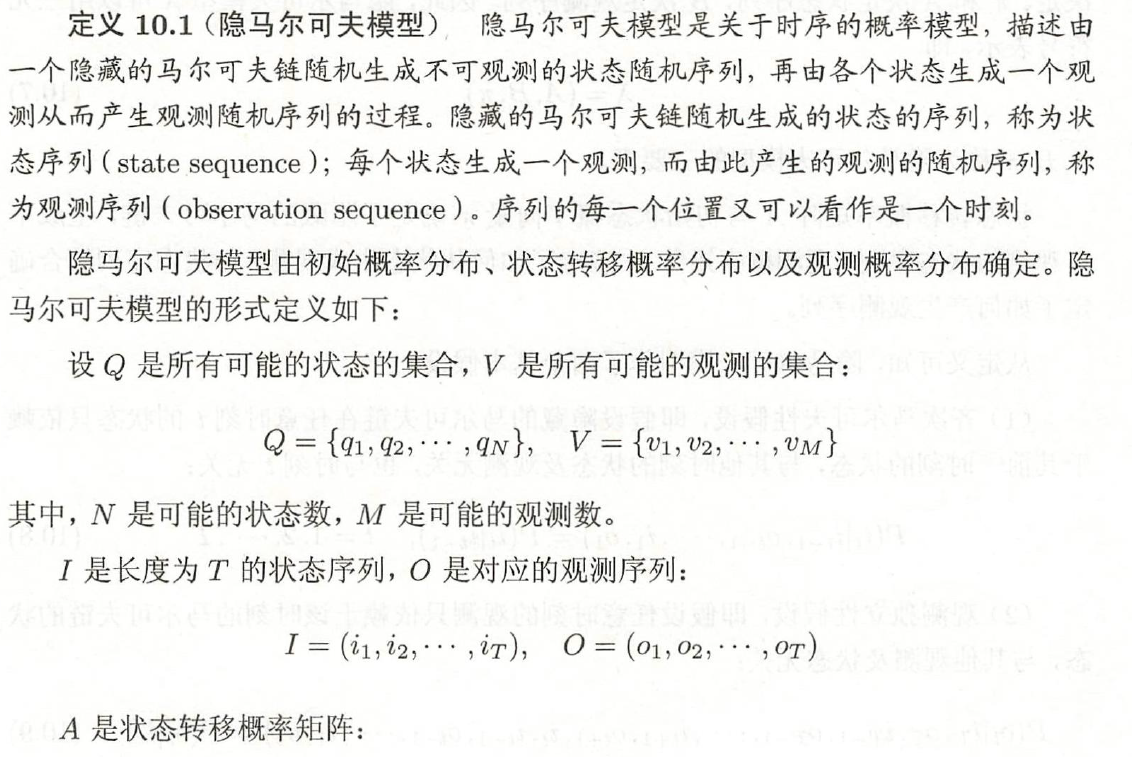 定义 10.1（隐马尔可夫模型） 隐马尔可夫模型是关于时序的概率模型，描述由
一个隐藏的马尔可夫链随机生成不可观测的状态随机序列，再由各个状态生成一个观
测从而产生观测随机序列的过程。隐藏的马尔可夫链随机生成的状态的序列，称为状
态序列（state sequence）；每个状态生成一个观测，而由此产生的观测的随机序列，称
为观测序列（observation sequence）。序列的每一个位置又可以看作是一个时刻。
隐马尔可夫模型由初始概率分布、状态转移概率分布以及观测概率分布确定。隐
马尔可夫模型的形式定义如下：
设 Q 是所有可能的状态的集合，V 是所有可能的观测的集合：
Q = {q₁, q₂, ⋯ , q_N}, V = {v₁, v₂, ⋯ , v_M}
其中，N 是可能的状态数，M 是可能的观测数。
I 是长度为 T 的状态序列，O 是对应的观测序列：
I = (i₁, i₂, ⋯ , i_T), O = (o₁, o₂, ⋯ , o_T)
A 是状态转移概率矩阵：